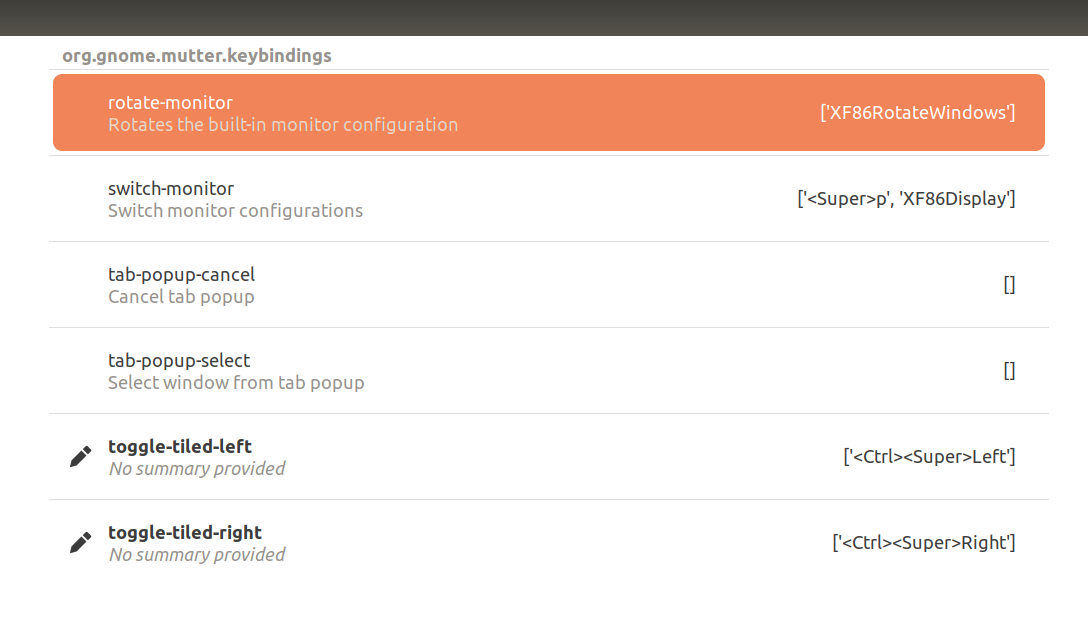 org.gnome.mutter.keybindings
rotate-monitor
Rotates the built-in monitor configuration
['XF86RotateWindows']
switch-monitor
Switch monitor configurations
['<Super>p', 'XF86Display']
tab-popup-cancel
Cancel tab popup
[]
tab-popup-select
Select window from tab popup
[]
toggle-tiled-left
No summary provided
['<Ctrl><Super>Left']
toggle-tiled-right
No summary provided
['<Ctrl><Super>Right']